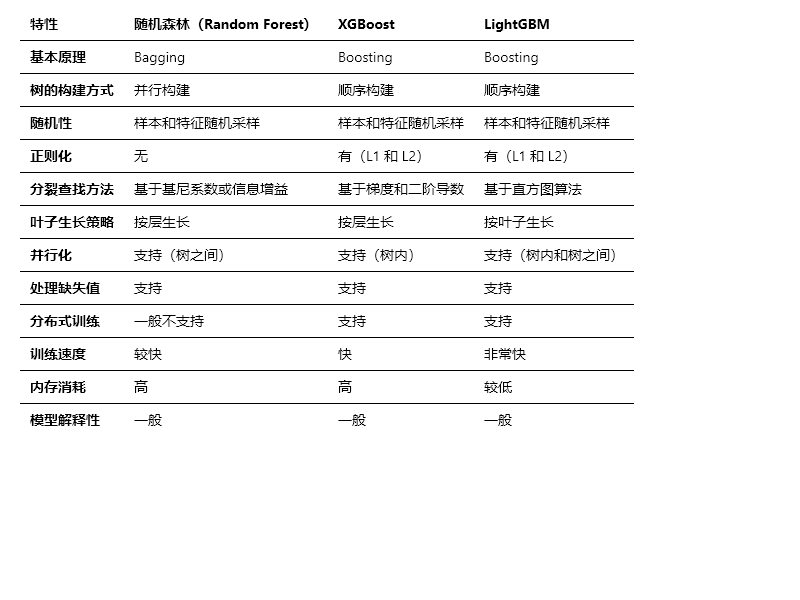 特性 随机森林（Random Forest） XGBoost LightGBM
基本原理 Bagging Boosting Boosting
树的构建方式 并行构建 顺序构建 顺序构建
随机性 样本和特征随机采样 样本和特征随机采样 样本和特征随机采样
正则化 无 有（L1 和 L2） 有（L1 和 L2）
分裂查找方法 基于基尼系数或信息增益 基于梯度和二阶导数 基于直方图算法
叶子生长策略 按层生长 按层生长 按叶子生长
并行化 支持（树之间） 支持（树内） 支持（树内和树之间）
处理缺失值 支持 支持 支持
分布式训练 一般不支持 支持 支持
训练速度 较快 快 非常快
内存消耗 高 高 较低
模型解释性 一般 一般 一般